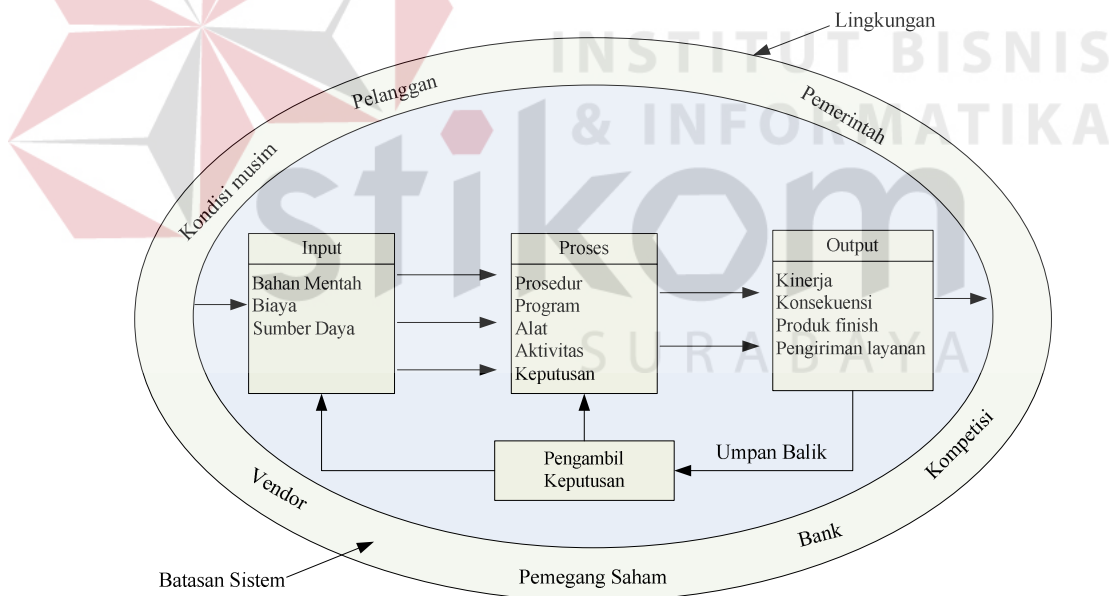 Lingkungan
INSTITUT BISNIS
& INFORMATIKA
stikom
SURABAYA
Pelanggan
Pemerintah
Kondisi musim
Input
Bahan Mentah
Biaya
Sumber Daya
Proses
Prosedur
Program
Alat
Aktivitas
Keputusan
Output
Kinerja
Konsekuensi
Produk finish
Pengiriman layanan
Pengambil
Keputusan
Umpan Balik
Kompetisi
Vendor
Bank
Pemegang Saham
Batasan Sistem